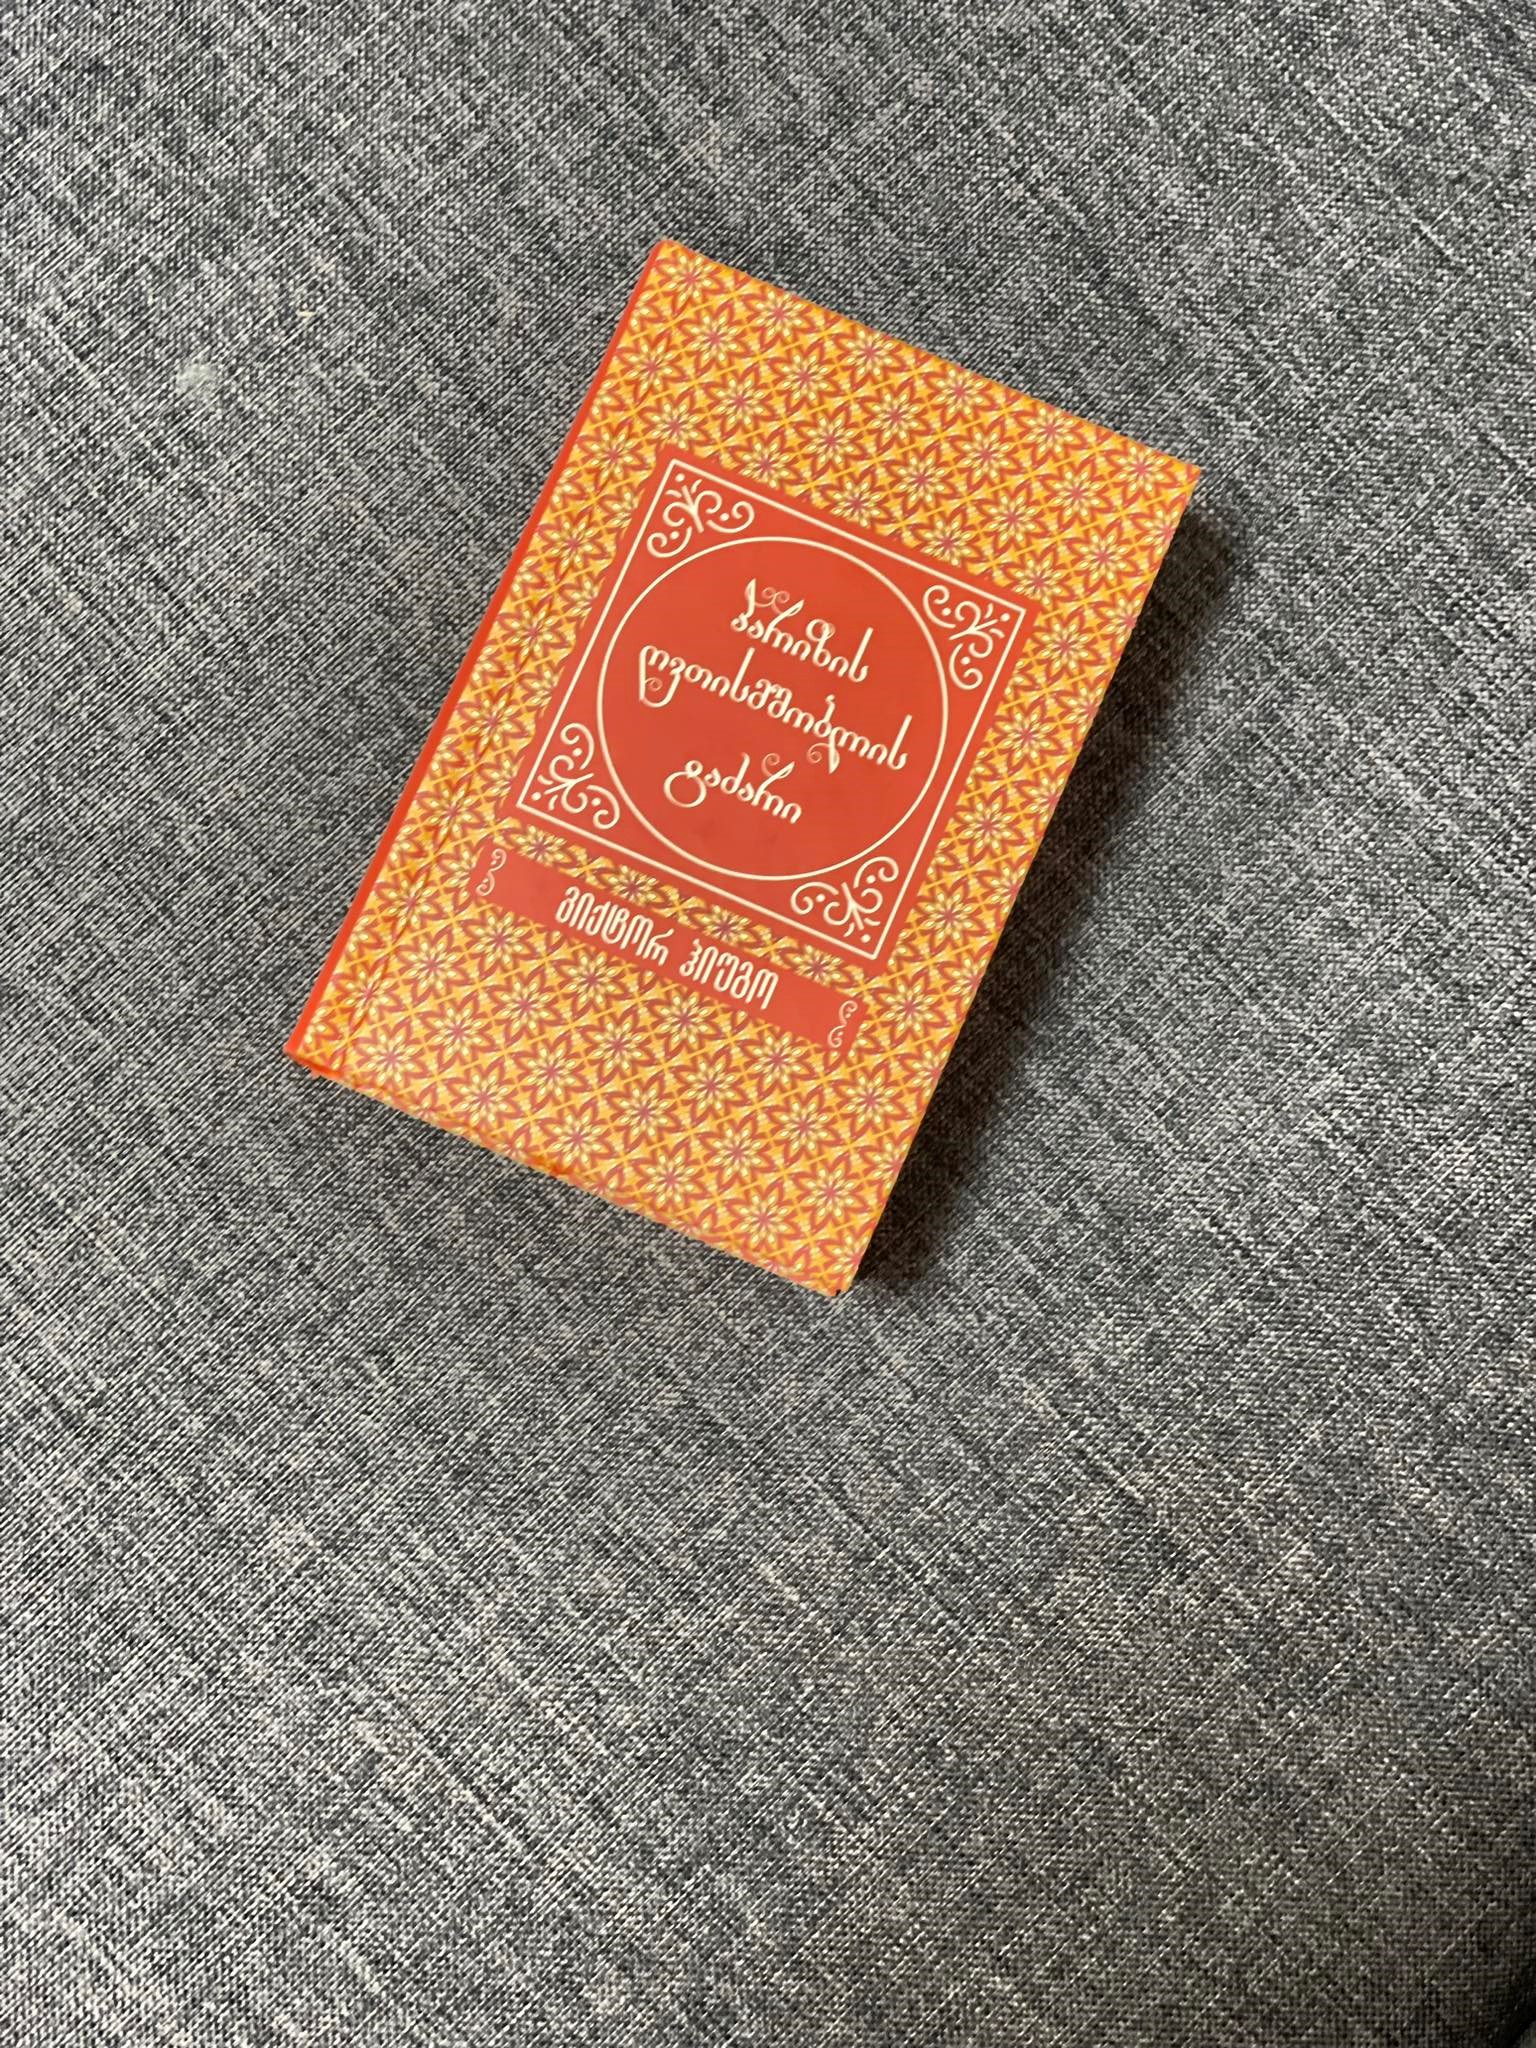 პარიზის
ღვთისმშობლის
ტაძარი
ვიქტორ ჰიუგო